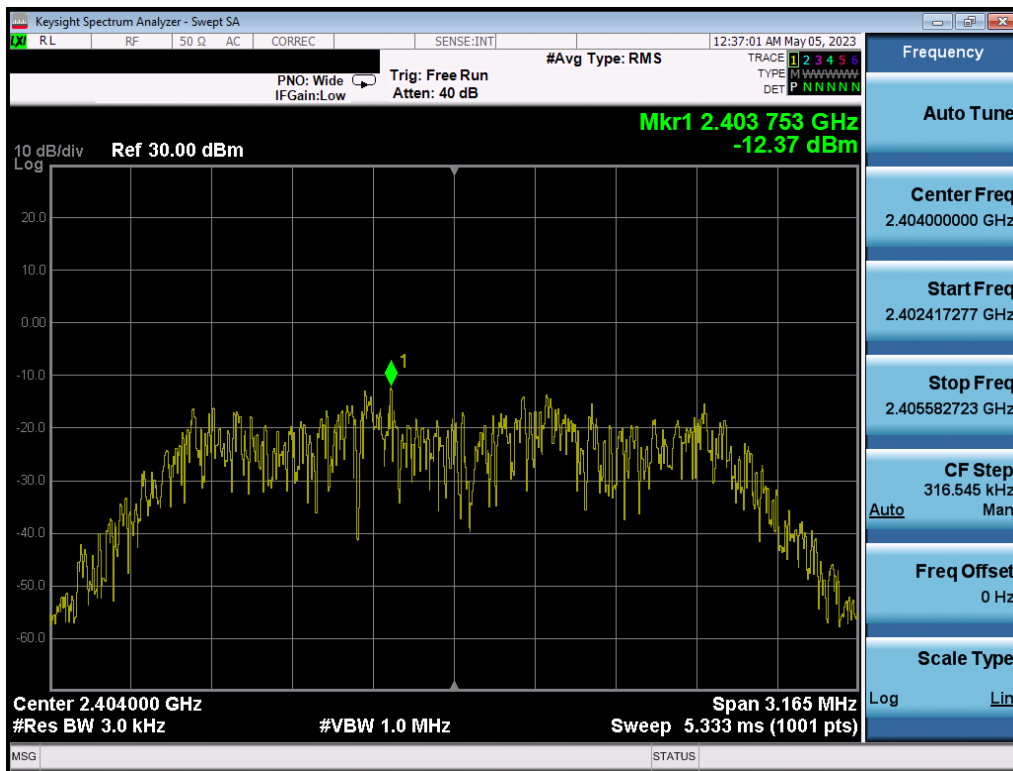 Keysight Spectrum Analyzer - Swept SA
LXI RL RF 50 Ω AC CORREC SENSE:INT 12:37:01 AM May 05, 2023
#Avg Type: RMS
TRACE 1 2 3 4 5 6
PNO: Wide Trig: Free Run TYPE M WWWWW
IFGain:Low Atten: 40 dB DET P N N N N N
Mkr1 2.403 753 GHz
-12.37 dBm
10 dB/div Ref 30.00 dBm
Log
20.0
10.0
0.00
-10.0
1
-20.0
-30.0
-40.0
-50.0
-60.0
Center 2.404000 GHz Span 3.165 MHz
#Res BW 3.0 kHz #VBW 1.0 MHz Sweep 5.333 ms (1001 pts)
MSG STATUS
Frequency
Auto Tune
Center Freq
2.404000000 GHz
Start Freq
2.402417277 GHz
Stop Freq
2.405582723 GHz
CF Step
316.545 kHz
Auto Man
Freq Offset
0 Hz
Scale Type
Log Lin